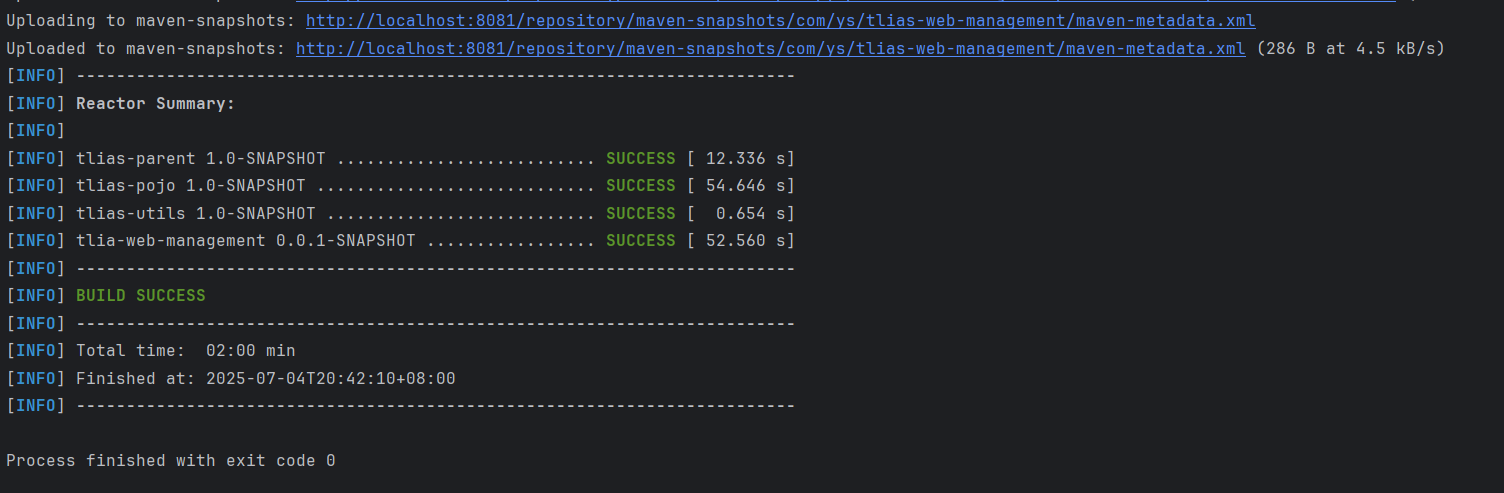 Uploading to maven-snapshots: http://localhost:8081/repository/maven-snapshots/com/ys/tlias-web-management/maven-metadata.xml
Uploaded to maven-snapshots: http://localhost:8081/repository/maven-snapshots/com/ys/tlias-web-management/maven-metadata.xml (286 B at 4.5 kB/s)
[INFO] ------------------------------------------------------------------------
[INFO] Reactor Summary:
[INFO]
[INFO] tlias-parent 1.0-SNAPSHOT .......................... SUCCESS [ 12.336 s]
[INFO] tlias-pojo 1.0-SNAPSHOT ............................ SUCCESS [ 54.646 s]
[INFO] tlias-utils 1.0-SNAPSHOT ........................... SUCCESS [  0.654 s]
[INFO] tlia-web-management 0.0.1-SNAPSHOT ................. SUCCESS [ 52.560 s]
[INFO] ------------------------------------------------------------------------
[INFO] BUILD SUCCESS
[INFO] ------------------------------------------------------------------------
[INFO] Total time:  02:00 min
[INFO] Finished at: 2025-07-04T20:42:10+08:00
[INFO] ------------------------------------------------------------------------
Process finished with exit code 0